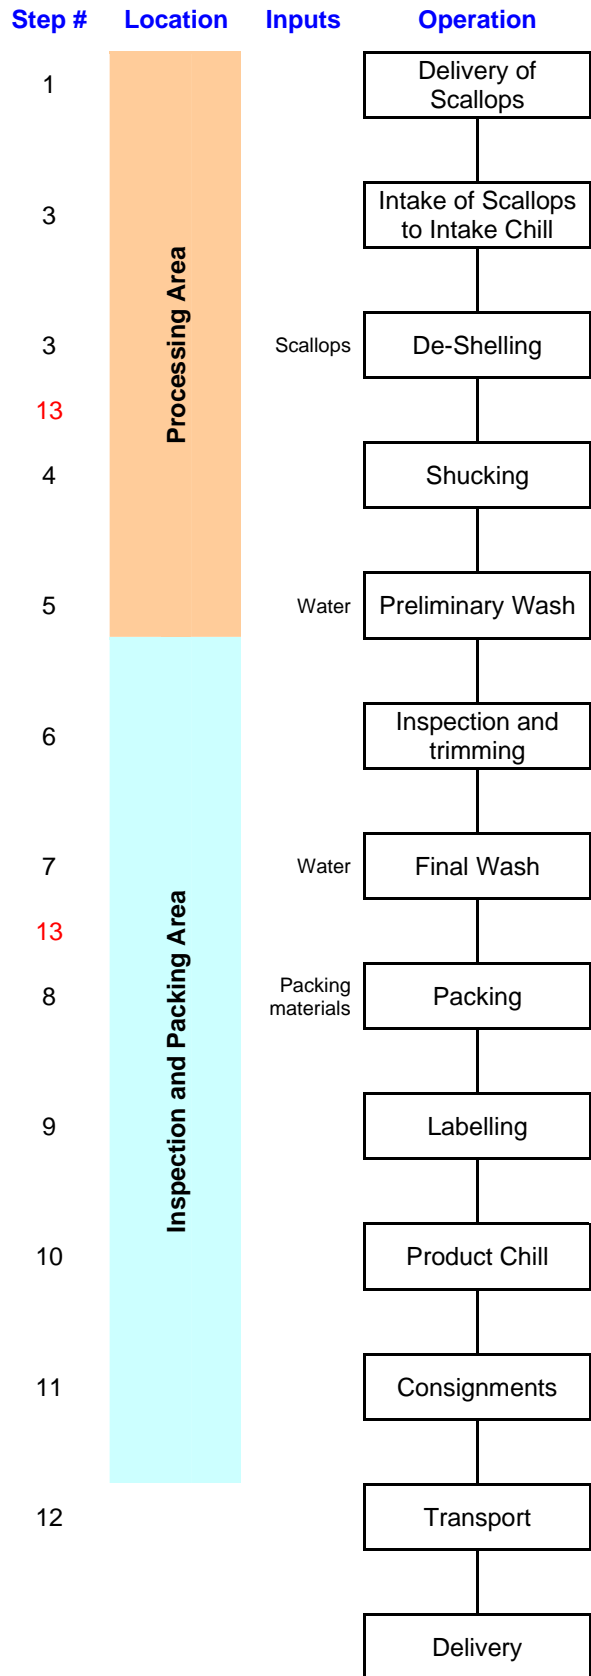 Step # Location Inputs Operation
1 Delivery of
Scallops
3 Intake of Scallops
to Intake Chill
Processing Area
3 Scallops De-Shelling
13
4 Shucking
5 Water Preliminary Wash
6 Inspection and
trimming
7 Water Final Wash
Inspection and Packing Area
13
8 Packing
materials Packing
9 Labelling
10 Product Chill
11 Consignments
12 Transport
Delivery